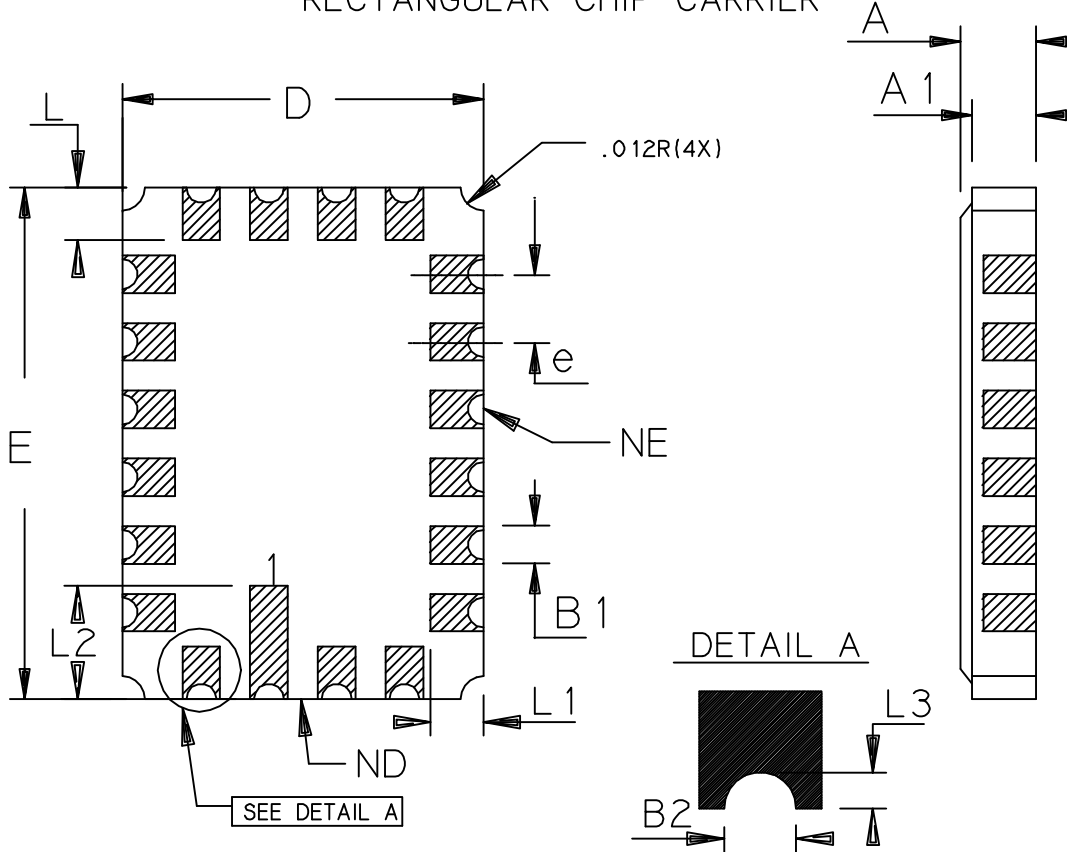 RECTANGULAR CHIP CARRIER
A
A1
L
D
.012R(4X)
e
E
NE
1
B1
L2
DETAIL A
L1
L3
ND
SEE DETAIL A
B2